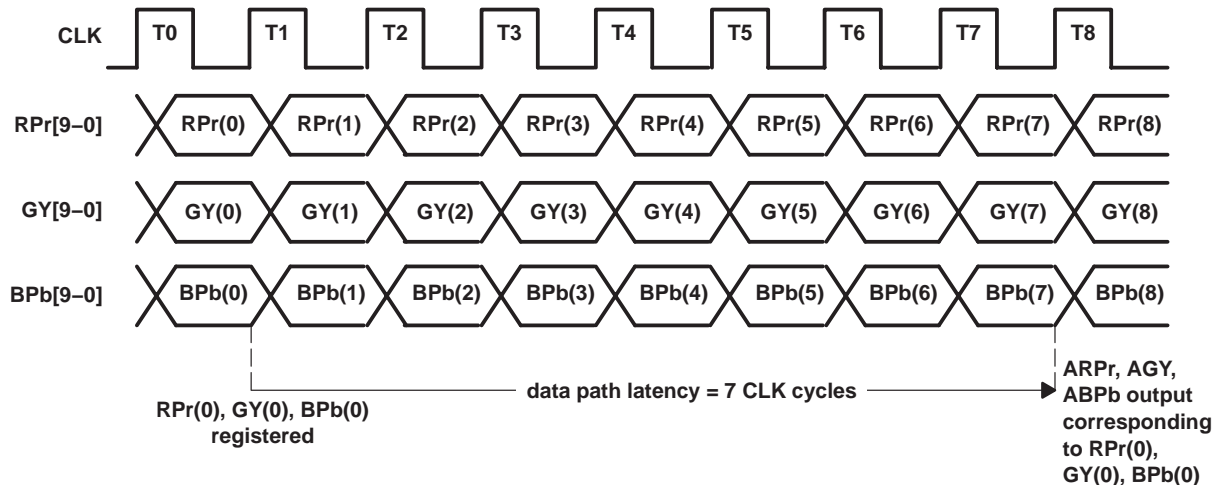 CLK T0 T1 T2 T3 T4 T5 T6 T7 T8
RPr[9–0] RPr(0) RPr(1) RPr(2) RPr(3) RPr(4) RPr(5) RPr(6) RPr(7) RPr(8)
GY[9–0] GY(0) GY(1) GY(2) GY(3) GY(4) GY(5) GY(6) GY(7) GY(8)
BPb[9–0] BPb(0) BPb(1) BPb(2) BPb(3) BPb(4) BPb(5) BPb(6) BPb(7) BPb(8)
data path latency = 7 CLK cycles
RPr(0), GY(0), BPb(0)
registered
ARPr, AGY,
ABPb output
corresponding
to RPr(0),
GY(0), BPb(0)